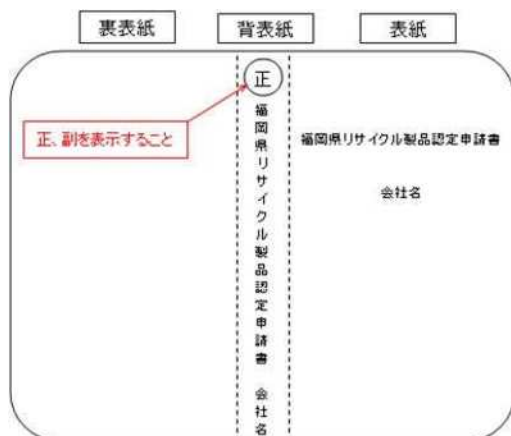 裏表紙
背表紙
表紙
正
正、副を表示すること
福岡県リサイクル製品認定申請書 会社名
福岡県リサイクル製品認定申請書
会社名